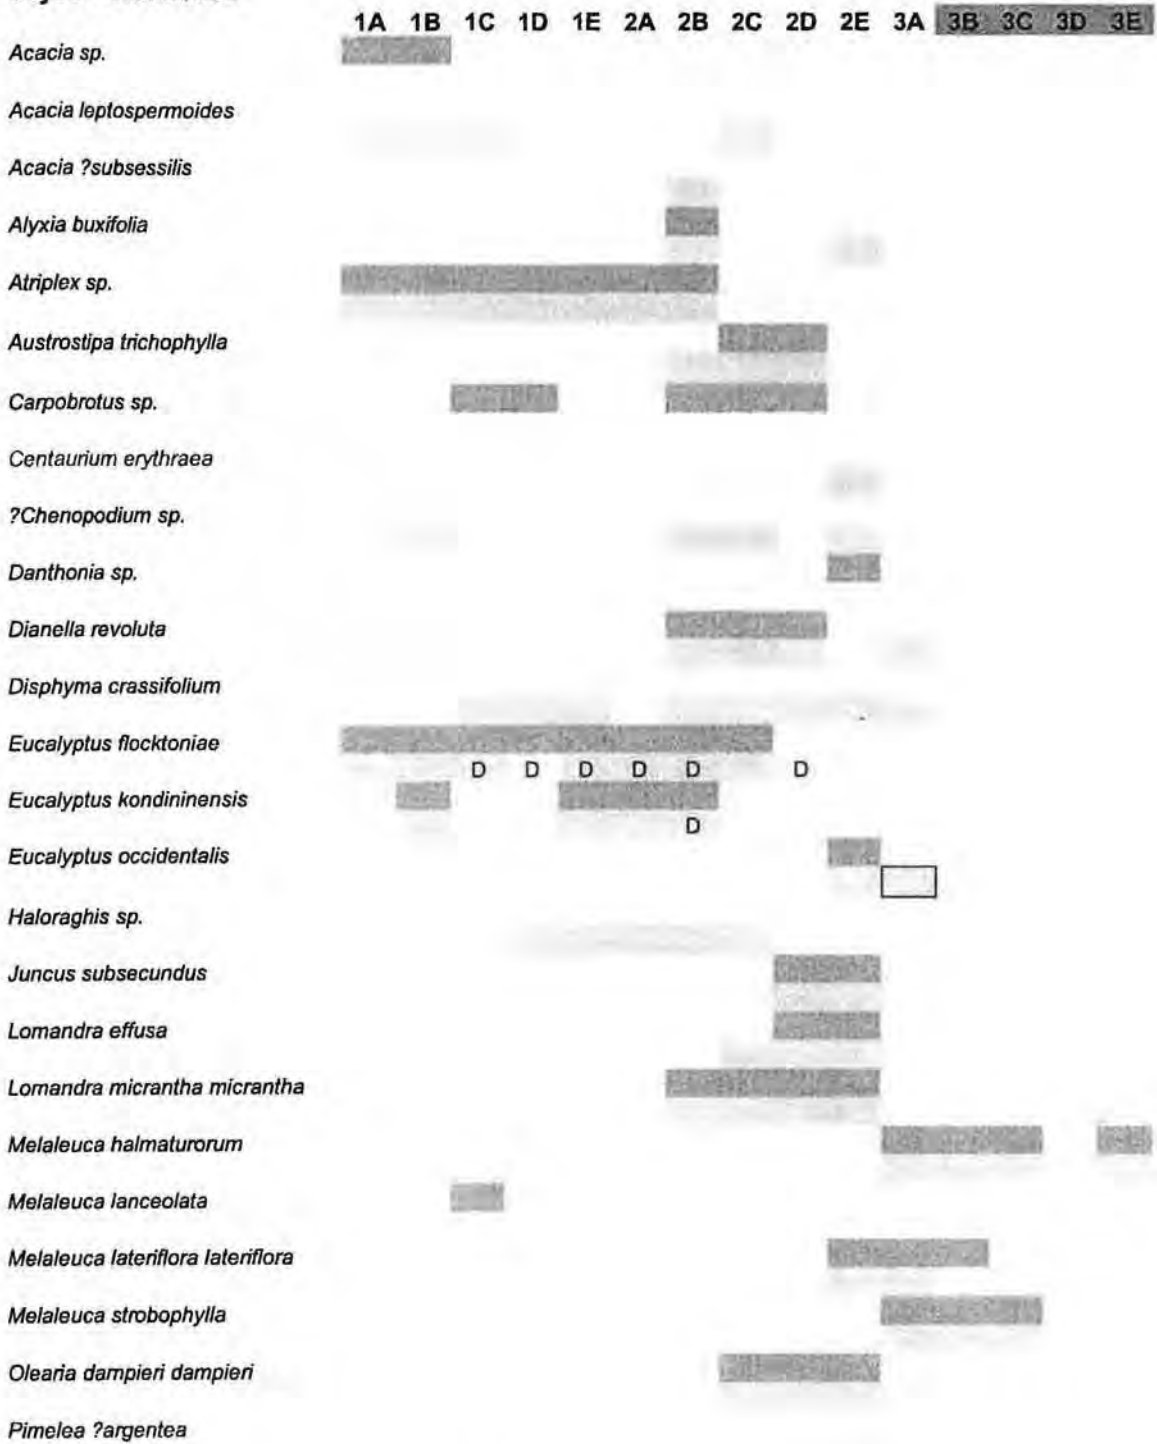 1A 1B 1C 1D 1E 2A 2B 2C 2D 2E 3A 3B 3C 3D 3E
Acacia sp.
Acacia leptospermoides
Acacia ?subsessilis
Alyxia buxifolia
Atriplex sp.
Austrostipa trichophylla
Carpobrotus sp.
Centaurium erythraea
?Chenopodium sp.
Danthonia sp.
Dianella revoluta
Disphyma crassifolium
Eucalyptus flocktoniae
D D D D D D
Eucalyptus kondininensis
D
Eucalyptus occidentalis
Haloraghis sp.
Juncus subsecundus
Lomandra effusa
Lomandra micrantha micrantha
Melaleuca halmaturorum
Melaleuca lanceolata
Melaleuca lateriflora lateriflora
Melaleuca strobophylla
Olearia dampieri dampieri
Pimelea ?argentea